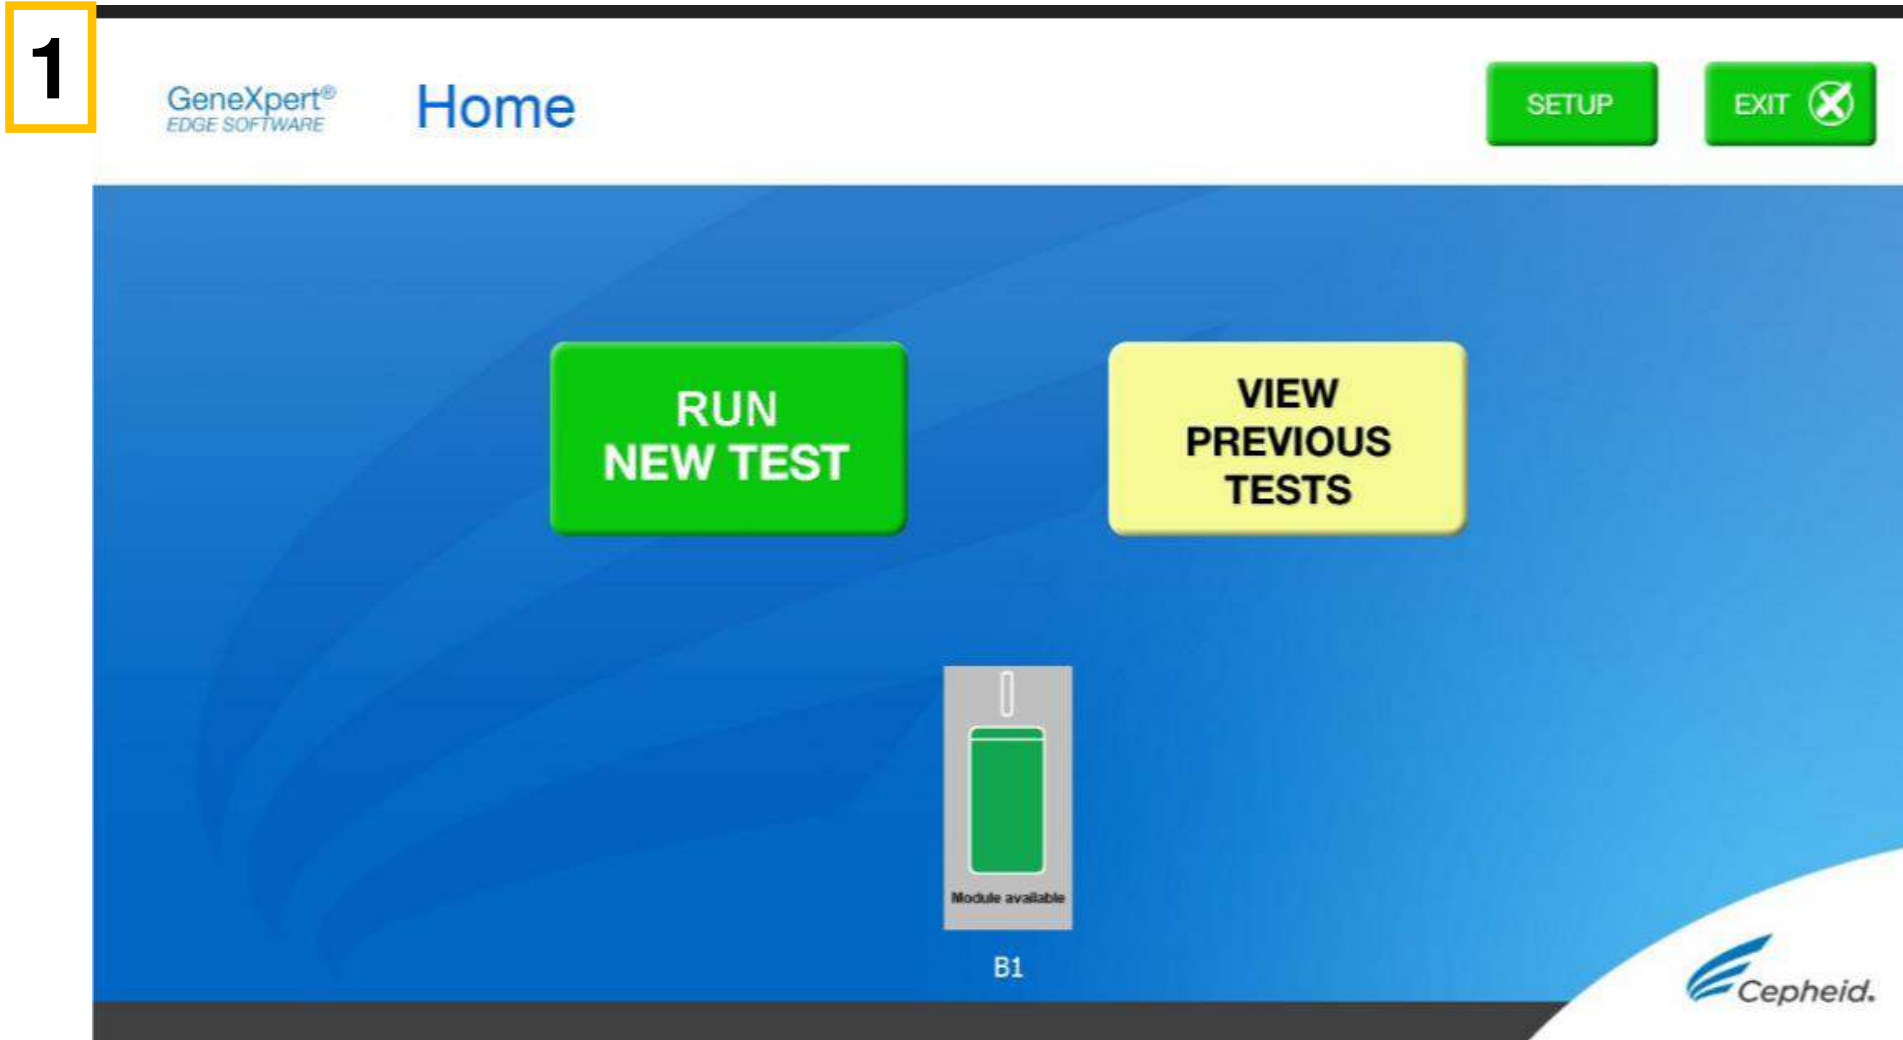 1
GeneXpert®
EDGE SOFTWARE
Home
SETUP
EXIT
RUN
NEW TEST
VIEW
PREVIOUS
TESTS
Module available
B1
Cepheid.